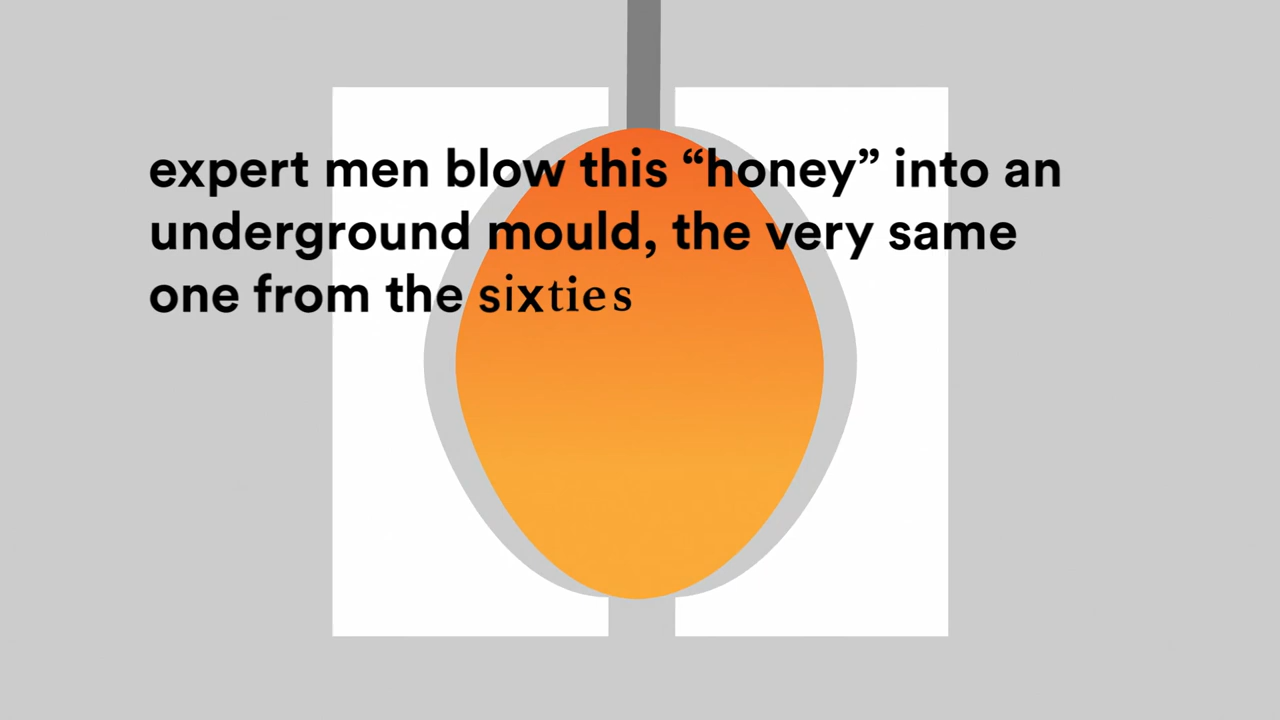 expert men blow this “honey” into an
underground mould, the very same
one from the sixties